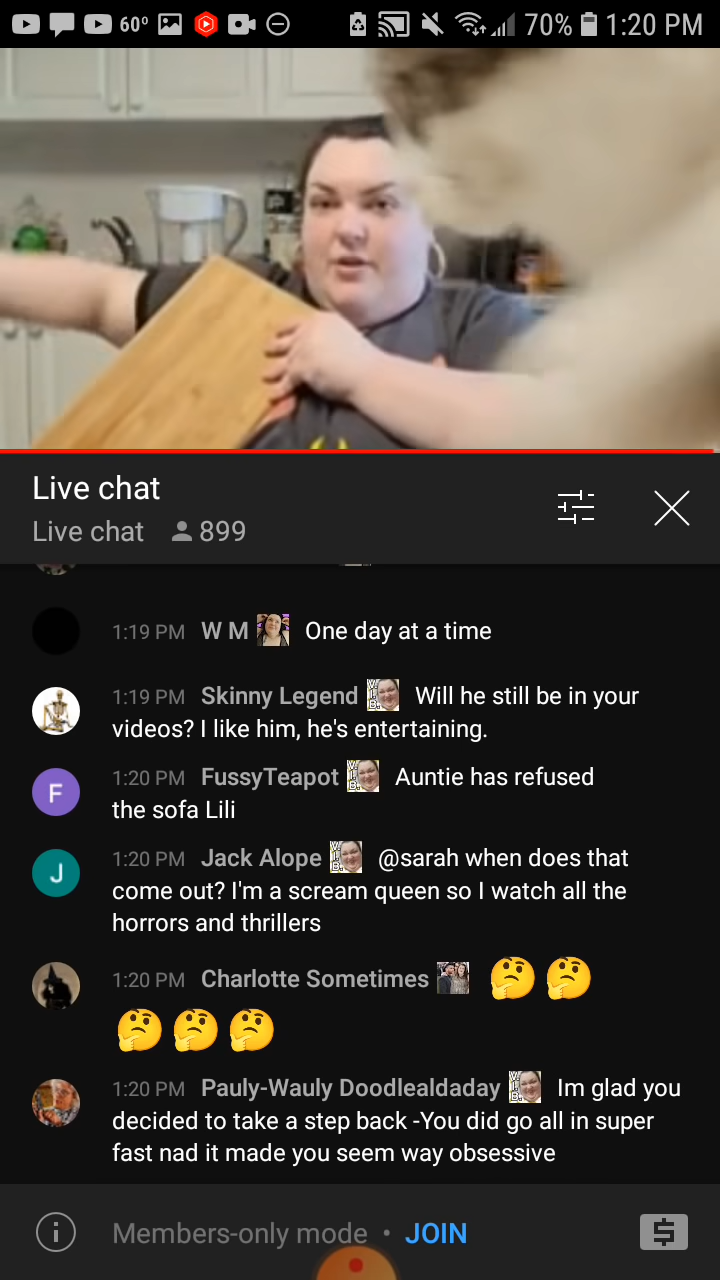 60º 70% 1:20 PM
Live chat
Live chat 899
1:19 PM W M One day at a time
1:19 PM Skinny Legend Will he still be in your
videos? I like him, he's entertaining.
F 1:20 PM FussyTeapot Auntie has refused
the sofa Lili
J 1:20 PM Jack Alope @sarah when does that
come out? I'm a scream queen so I watch all the
horrors and thrillers
1:20 PM Charlotte Sometimes
1:20 PM Pauly-Wauly Doodlealdaday Im glad you
decided to take a step back -You did go all in super
fast nad it made you seem way obsessive
Members-only mode • JOIN